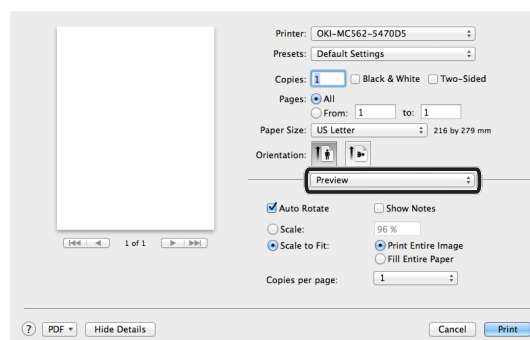 Printer: OKI-MC562-5470D5
Presets: Default Settings
Copies: 1 Black & White Two-Sided
Pages: All
From: 1 to: 1
Paper Size: US Letter 216 by 279 mm
Orientation:
Preview
Auto Rotate Show Notes
Scale: 96 %
Scale to Fit: Print Entire Image
Fill Entire Paper
Copies per page: 1
1 of 1
? PDF Hide Details Cancel Print